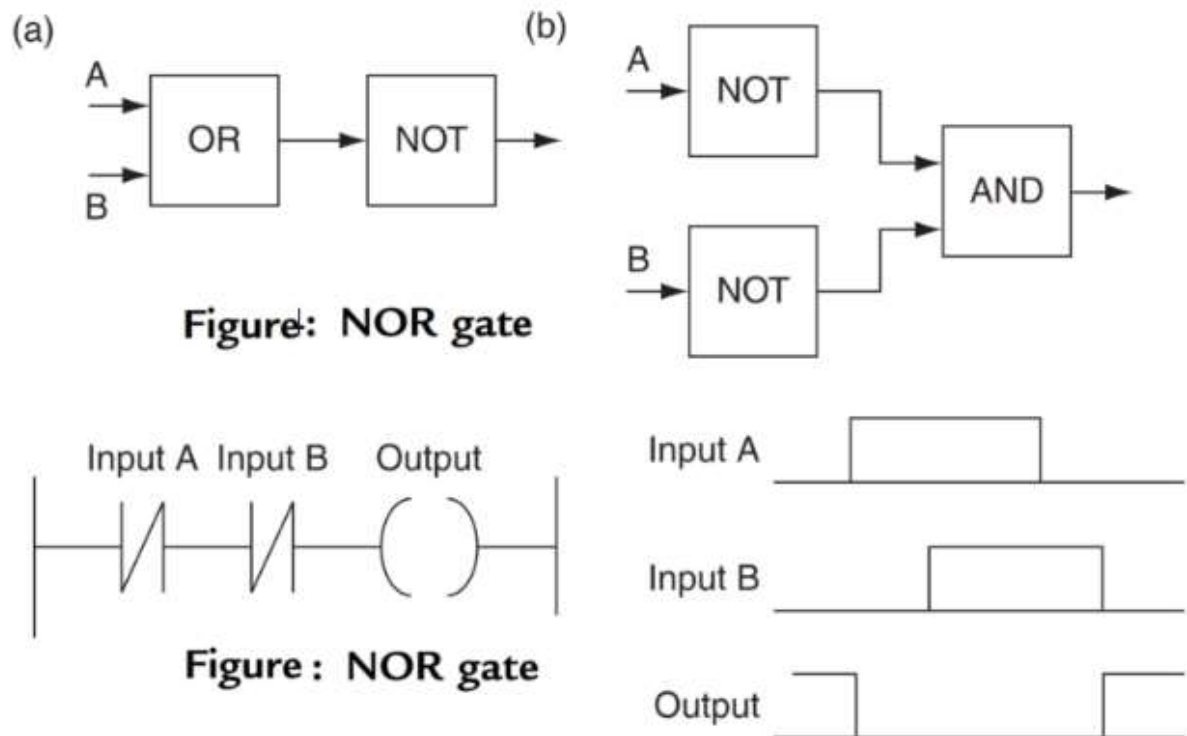 (a)
A
OR
NOT
B
Figure: NOR gate
(b)
A
NOT
AND
B
NOT
Input A Input B Output
Figure : NOR gate
Input A
Input B
Output